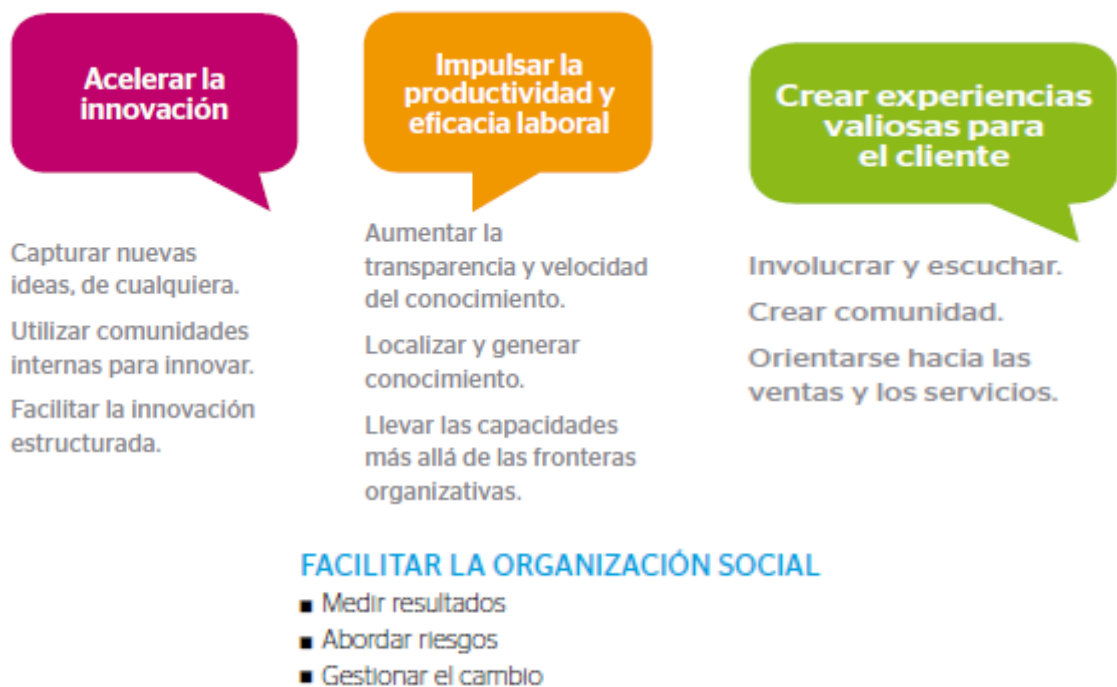 Acelerar la
innovación
Capturar nuevas
ideas, de cualquiera.
Utilizar comunidades
internas para innovar.
Facilitar la innovación
estructurada.
Impulsar la
productividad y
eficacia laboral
Aumentar la
transparencia y velocidad
del conocimiento.
Localizar y generar
conocimiento.
Llevar las capacidades
más allá de las fronteras
organizativas.
Crear experiencias
valiosas para
el cliente
Involucrar y escuchar.
Crear comunidad.
Orientarse hacia las
ventas y los servicios.
FACILITAR LA ORGANIZACIÓN SOCIAL
■ Medir resultados
■ Abordar riesgos
■ Gestionar el cambio